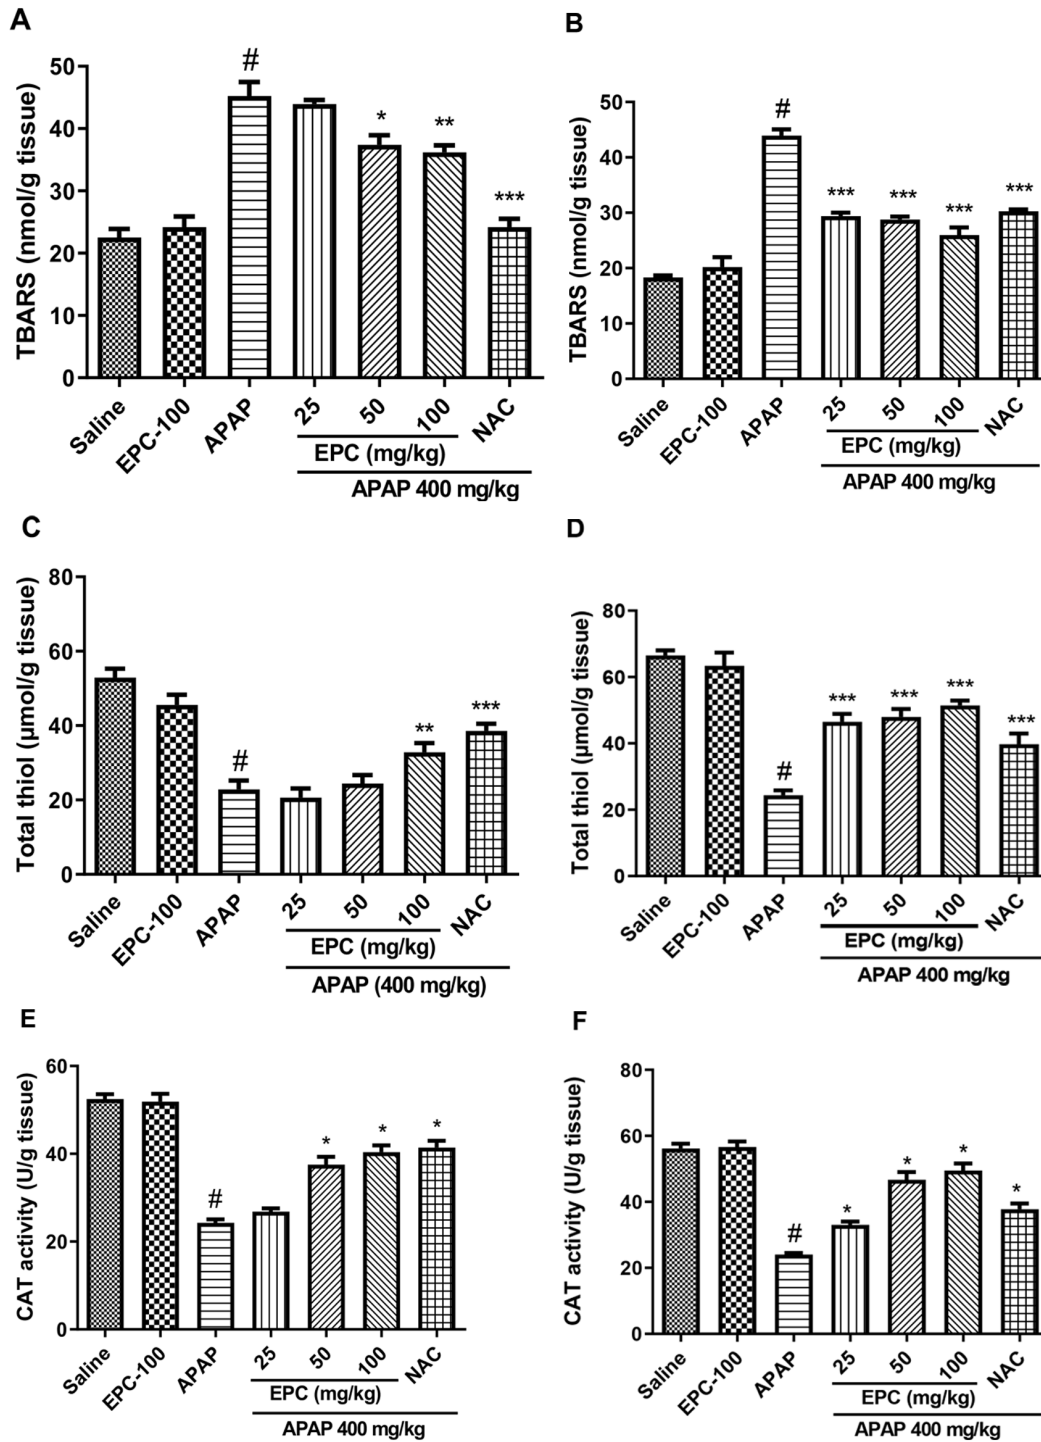 A
TBARS (nmol/g tissue)
50
40
30
20
10
0
#
*
**
***
Saline
EPC-100
APAP
25
50
100
NAC
EPC (mg/kg)
APAP 400 mg/kg
B
TBARS (nmol/g tissue)
50
40
30
20
10
0
#
***
***
***
***
Saline
EPC-100
APAP
25
50
100
NAC
EPC (mg/kg)
APAP 400 mg/kg
C
Total thiol (µmol/g tissue)
80
60
40
20
0
#
**
***
Saline
EPC-100
APAP
25
50
100
NAC
EPC (mg/kg)
APAP (400 mg/kg)
D
Total thiol (µmol/g tissue)
80
60
40
20
0
#
***
***
***
***
Saline
EPC-100
APAP
25
50
100
NAC
EPC (mg/kg)
APAP 400 mg/kg
E
CAT activity (U/g tissue)
60
40
20
0
#
*
*
*
Saline
EPC-100
APAP
25
50
100
NAC
EPC (mg/kg)
APAP 400 mg/kg
F
CAT activity (U/g tissue)
80
60
40
20
0
#
*
*
*
*
Saline
EPC-100
APAP
25
50
100
NAC
EPC (mg/kg)
APAP 400 mg/kg